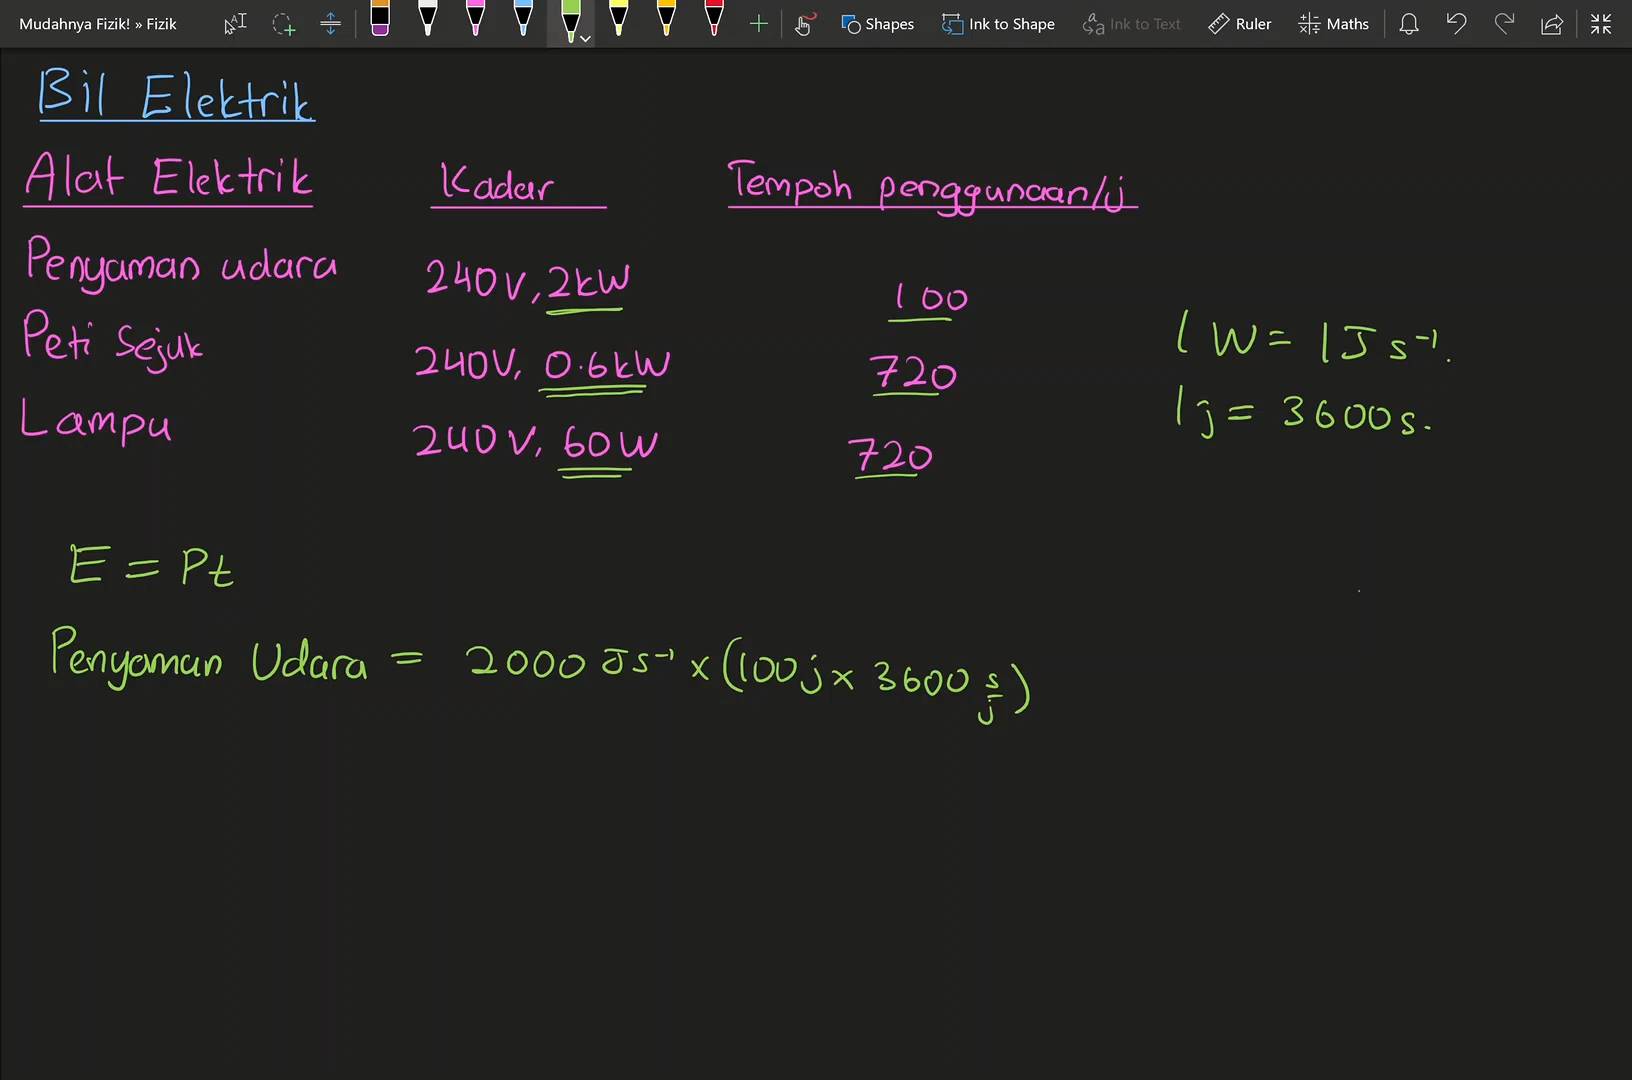 Mudahnya Fizik! » Fizik Shapes Ink to Shape Ink to Text Ruler Maths
Bil Elektrik
Alat Elektrik Kadar Tempoh penggunaan/j
Penyaman udara 240V, 2kW 100
Peti Sejuk 240V, 0.6kW 720
Lampu 240V, 60W 720
1 W = 1 J s⁻¹.
1 j = 3600 s.
E = Pt
Penyaman Udara = 2000 J s⁻¹ × (100j × 3600 s/j)